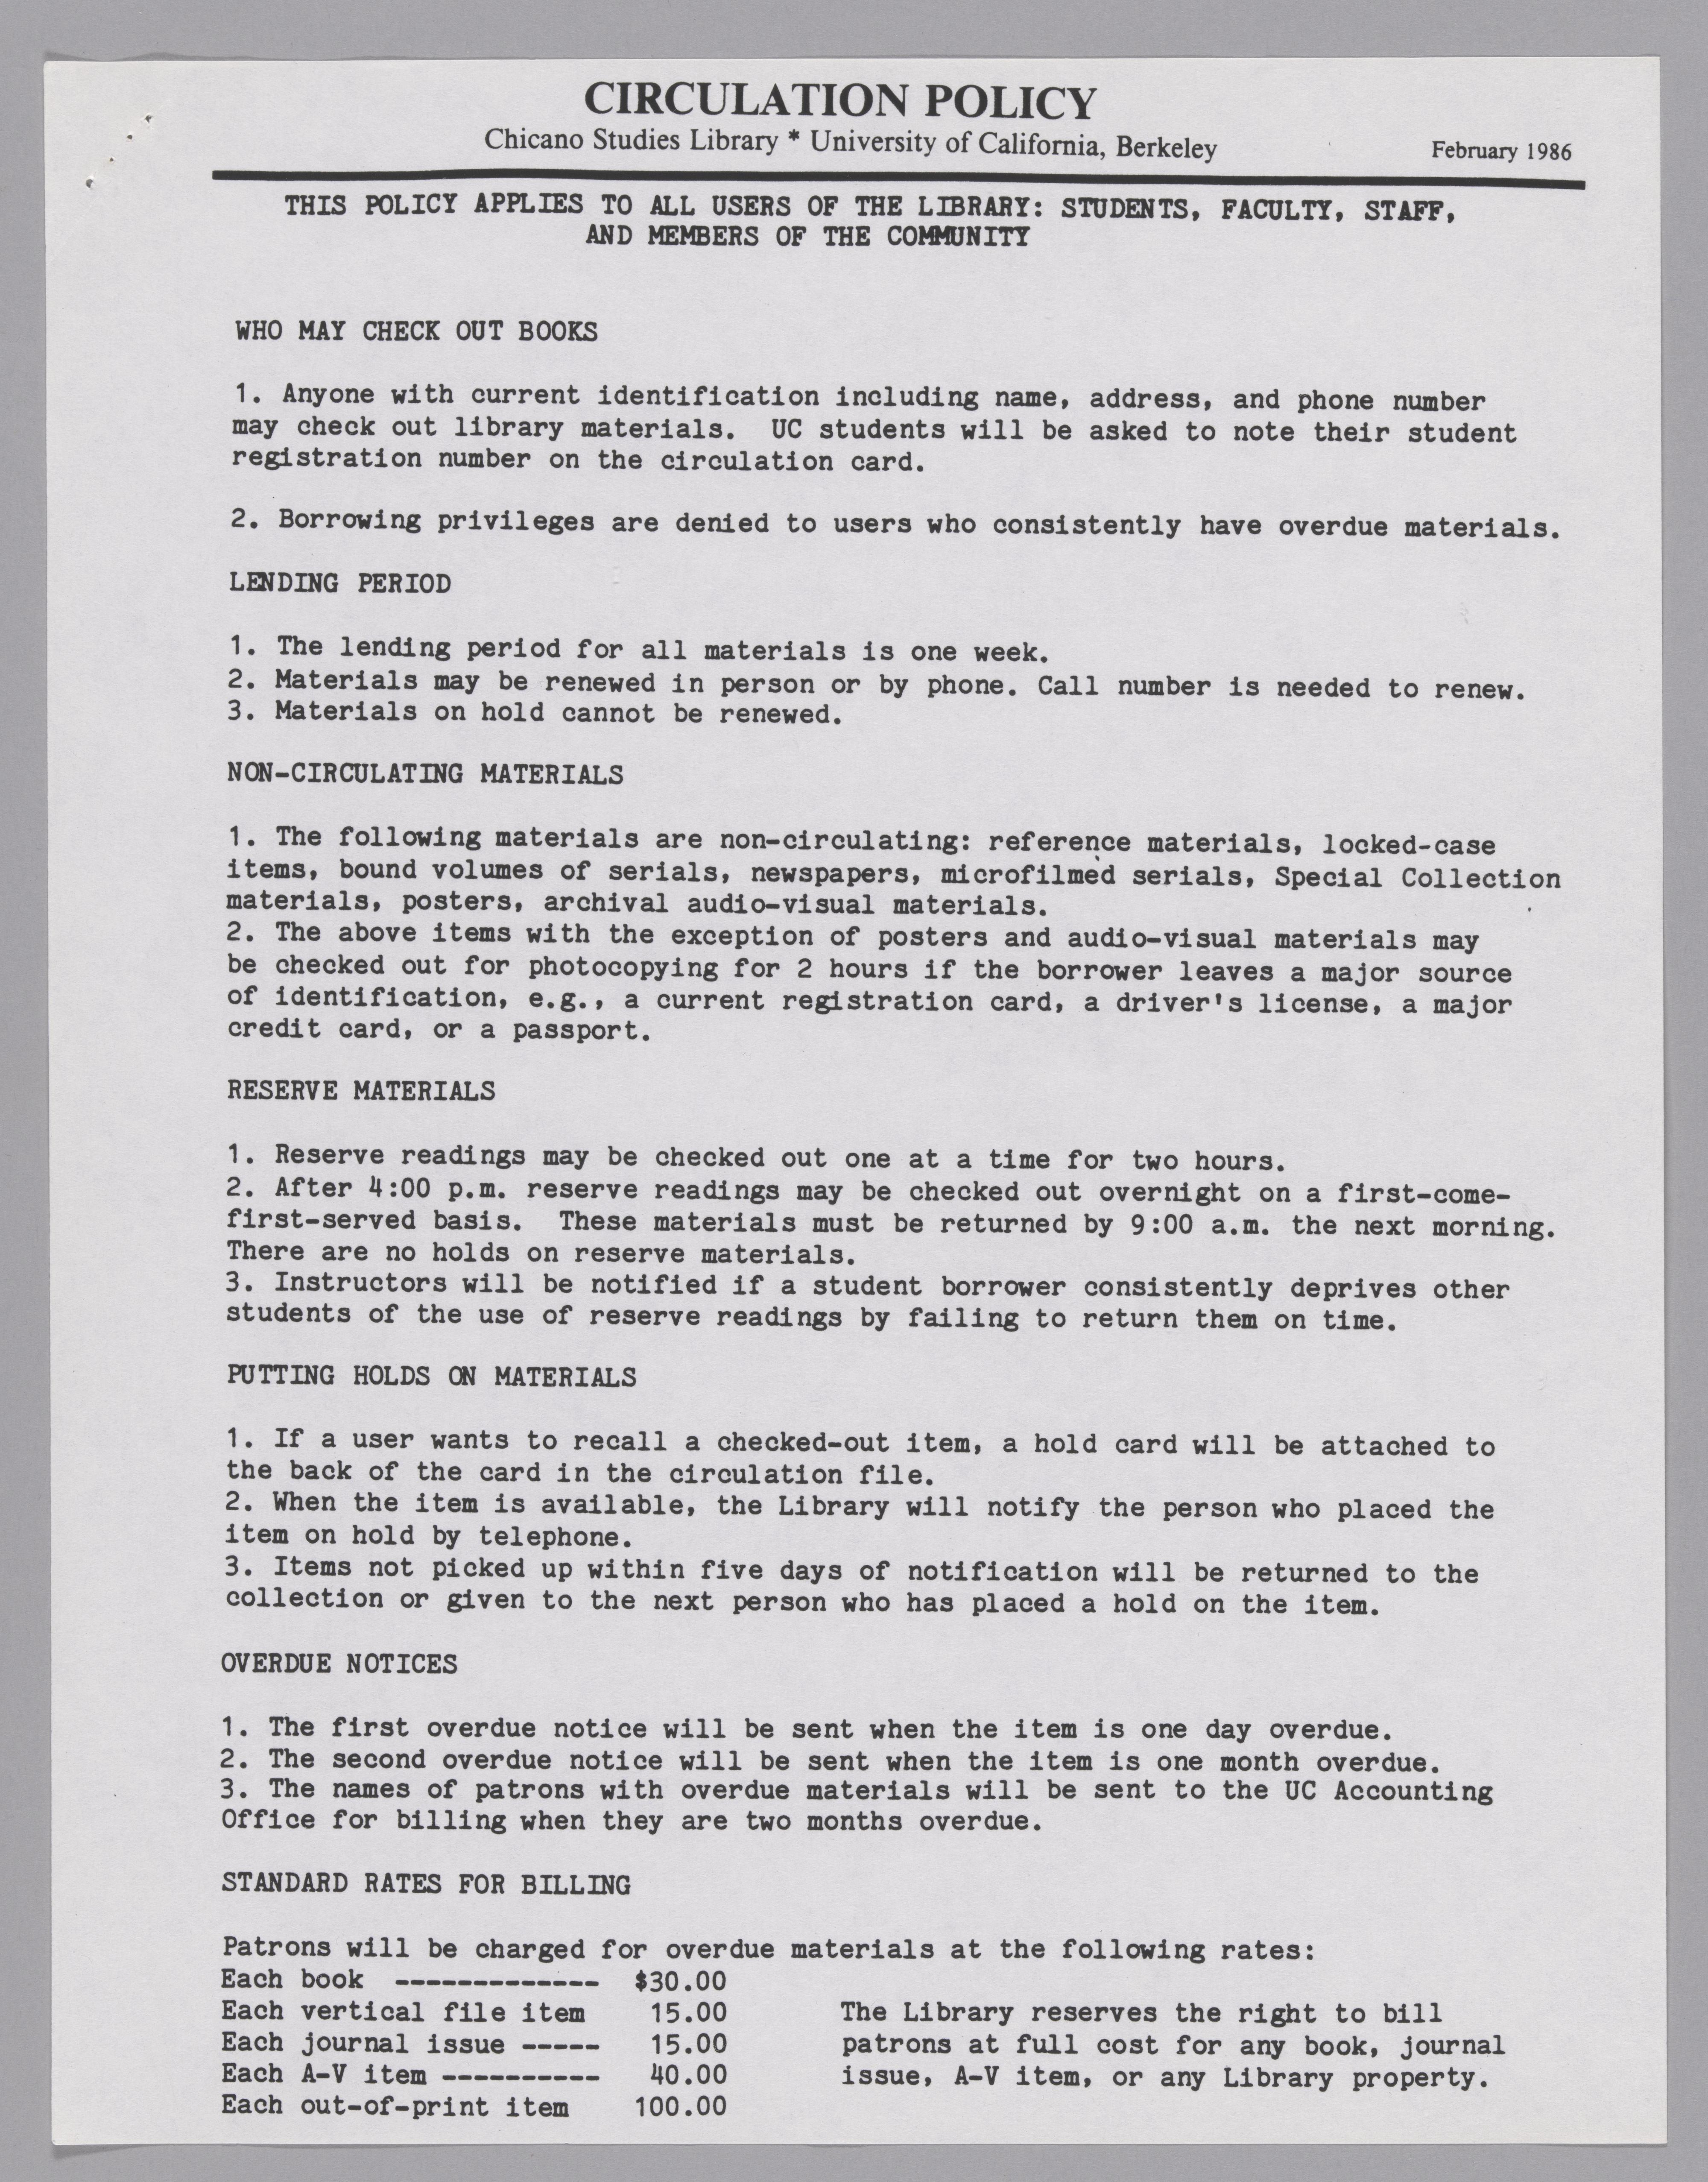 CIRCULATION POLICY
Chicano Studies Library * University of California, Berkeley
February 1986
THIS POLICY APPLIES TO ALL USERS OF THE LIBRARY: STUDENTS, FACULTY, STAFF,
AND MEMBERS OF THE COMMUNITY
WHO MAY CHECK OUT BOOKS
1. Anyone with current identification including name, address, and phone number
may check out library materials. UC students will be asked to note their student
registration number on the circulation card.
2. Borrowing privileges are denied to users who consistently have overdue materials.
LENDING PERIOD
1. The lending period for all materials is one week.
2. Materials may be renewed in person or by phone. Call number is needed to renew.
3. Materials on hold cannot be renewed.
NON-CIRCULATING MATERIALS
1. The following materials are non-circulating: reference materials, locked-case
items, bound volumes of serials, newspapers, microfilmed serials, Special Collection
materials, posters, archival audio-visual materials.
2. The above items with the exception of posters and audio-visual materials may
be checked out for photocopying for 2 hours if the borrower leaves a major source
of identification, e.g., a current registration card, a driver's license, a major
credit card, or a passport.
RESERVE MATERIALS
1. Reserve readings may be checked out one at a time for two hours.
2. After 4:00 p.m. reserve readings may be checked out overnight on a first-come-
first-served basis. These materials must be returned by 9:00 a.m. the next morning.
There are no holds on reserve materials.
3. Instructors will be notified if a student borrower consistently deprives other
students of the use of reserve readings by failing to return them on time.
PUTTING HOLDS ON MATERIALS
1. If a user wants to recall a checked-out item, a hold card will be attached to
the back of the card in the circulation file.
2. When the item is available, the Library will notify the person who placed the
item on hold by telephone.
3. Items not picked up within five days of notification will be returned to the
collection or given to the next person who has placed a hold on the item.
OVERDUE NOTICES
1. The first overdue notice will be sent when the item is one day overdue.
2. The second overdue notice will be sent when the item is one month overdue.
3. The names of patrons with overdue materials will be sent to the UC Accounting
Office for billing when they are two months overdue.
STANDARD RATES FOR BILLING
Patrons will be charged for overdue materials at the following rates:
Each book ------------- $30.00
Each vertical file item 15.00
Each journal issue ----- 15.00
Each A-V item ---------- 40.00
Each out-of-print item 100.00
The Library reserves the right to bill
patrons at full cost for any book, journal
issue, A-V item, or any Library property.